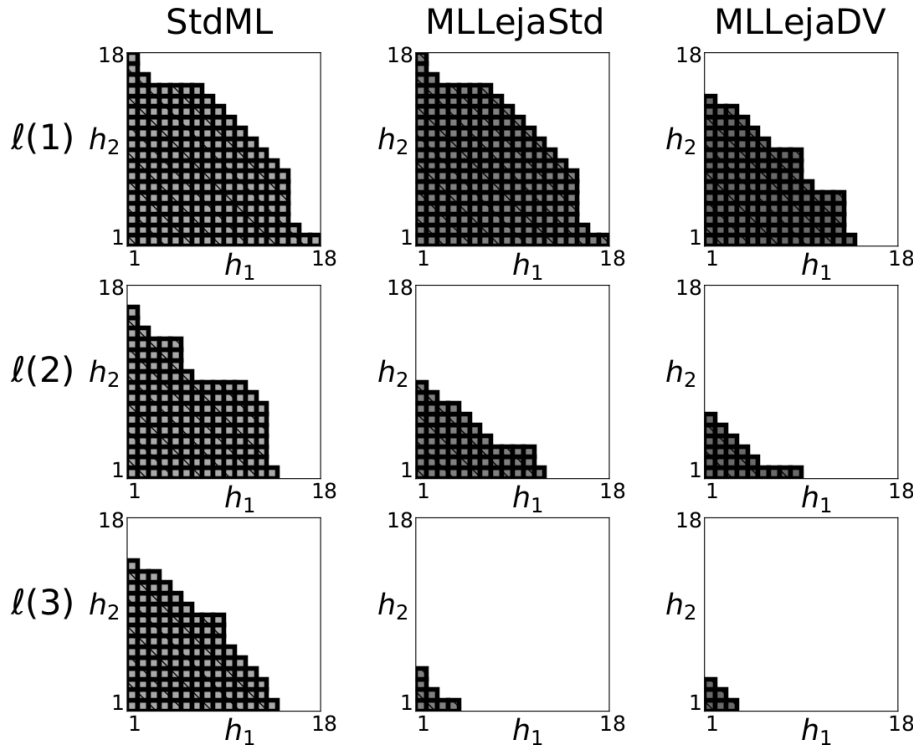 StdML MLLejaStd MLLejaDV
18 18 18
ℓ(1) h₂ h₂ h₂
1 1 1
1 h₁ 18 1 h₁ 18 1 h₁ 18
18 18 18
ℓ(2) h₂ h₂ h₂
1 1 1
1 h₁ 18 1 h₁ 18 1 h₁ 18
18 18 18
ℓ(3) h₂ h₂ h₂
1 1 1
1 h₁ 18 1 h₁ 18 1 h₁ 18